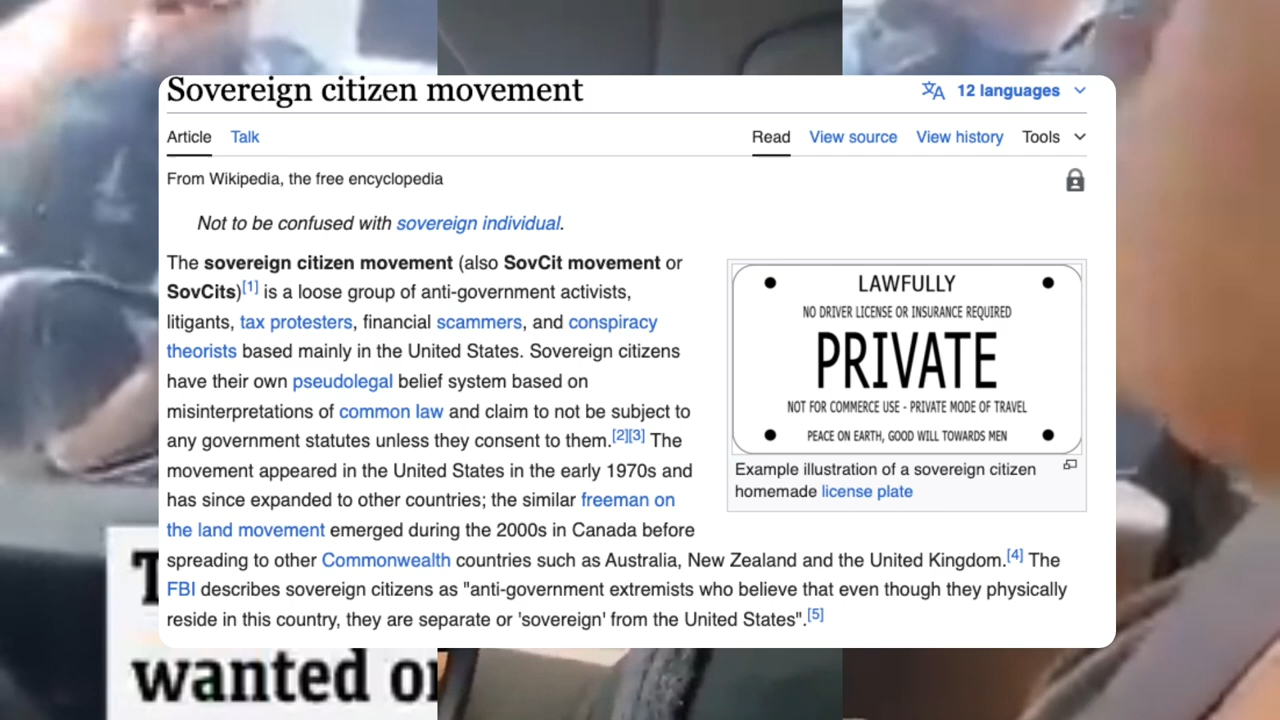 Sovereign citizen movement
12 languages
Article Talk Read View source View history Tools
From Wikipedia, the free encyclopedia
Not to be confused with sovereign individual.
The sovereign citizen movement (also SovCit movement or
SovCits)[1] is a loose group of anti-government activists,
litigants, tax protesters, financial scammers, and conspiracy
theorists based mainly in the United States. Sovereign citizens
have their own pseudolegal belief system based on
misinterpretations of common law and claim to not be subject to
any government statutes unless they consent to them.[2][3] The
movement appeared in the United States in the early 1970s and
has since expanded to other countries; the similar freeman on
the land movement emerged during the 2000s in Canada before
spreading to other Commonwealth countries such as Australia, New Zealand and the United Kingdom.[4] The
FBI describes sovereign citizens as "anti-government extremists who believe that even though they physically
reside in this country, they are separate or 'sovereign' from the United States".[5]
LAWFULLY
NO DRIVER LICENSE OR INSURANCE REQUIRED
PRIVATE
NOT FOR COMMERCE USE - PRIVATE MODE OF TRAVEL
PEACE ON EARTH, GOOD WILL TOWARDS MEN
Example illustration of a sovereign citizen
homemade license plate
wanted